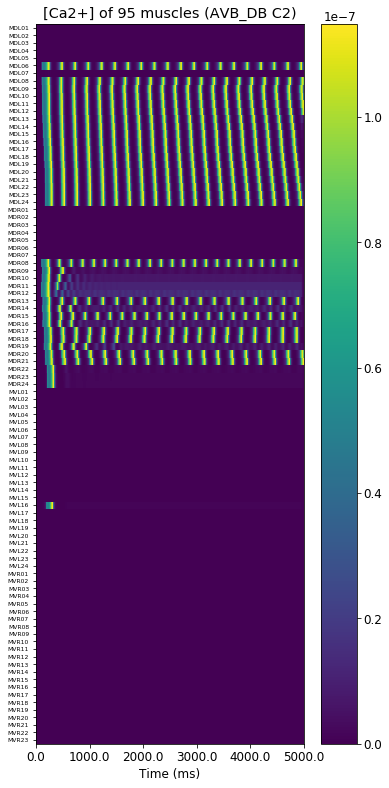 [Ca2+] of 95 muscles (AVB_DB C2)
1e−7
MDL01
MDL02
MDL03
MDL04
MDL05
MDL06
MDL07
MDL08
MDL09
MDL10
MDL11
MDL12
MDL13
MDL14
MDL15
MDL16
MDL17
MDL18
MDL19
MDL20
MDL21
MDL22
MDL23
MDL24
MDR01
MDR02
MDR03
MDR04
MDR05
MDR06
MDR07
MDR08
MDR09
MDR10
MDR11
MDR12
MDR13
MDR14
MDR15
MDR16
MDR17
MDR18
MDR19
MDR20
MDR21
MDR22
MDR23
MDR24
MVL01
MVL02
MVL03
MVL04
MVL05
MVL06
MVL07
MVL08
MVL09
MVL10
MVL11
MVL12
MVL13
MVL14
MVL15
MVL16
MVL17
MVL18
MVL19
MVL20
MVL21
MVL22
MVL23
MVL24
MVR01
MVR02
MVR03
MVR04
MVR05
MVR06
MVR07
MVR08
MVR09
MVR10
MVR11
MVR12
MVR13
MVR14
MVR15
MVR16
MVR17
MVR18
MVR19
MVR20
MVR21
MVR22
MVR23
0.0 1000.0 2000.0 3000.0 4000.0 5000.0
Time (ms)
1.0
0.8
0.6
0.4
0.2
0.0